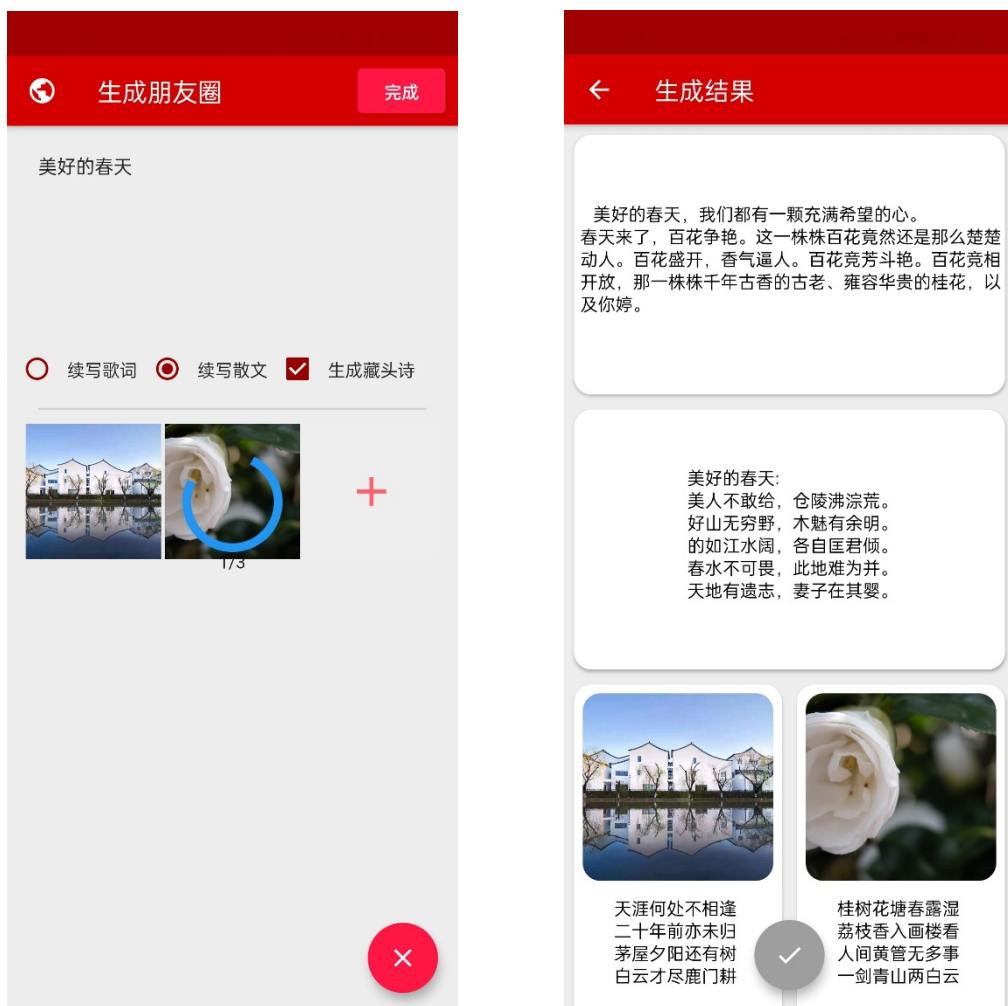 生成朋友圈
完成
美好的春天
续写歌词
续写散文
生成藏头诗
1/3
生成结果
美好的春天，我们都有一颗充满希望的心。
春天来了，百花争艳。这一株株百花竟然还是那么楚楚
动人。百花盛开，香气逼人。百花竞芳斗艳。百花竞相
开放，那一株株千年古香的古老、雍容华贵的桂花，以
及你婷。
美好的春天:
美人不敢给，仓陵沸淙荒。
好山无穷野，木魅有余明。
的如江水阔，各自匡君倾。
春水不可畏，此地难为并。
天地有遗志，妻子在其婴。
天涯何处不相逢
二十年前亦未归
茅屋夕阳还有树
白云才尽鹿门耕
桂树花塘春露湿
荔枝香入画楼看
人间黄管无多事
一剑青山两白云